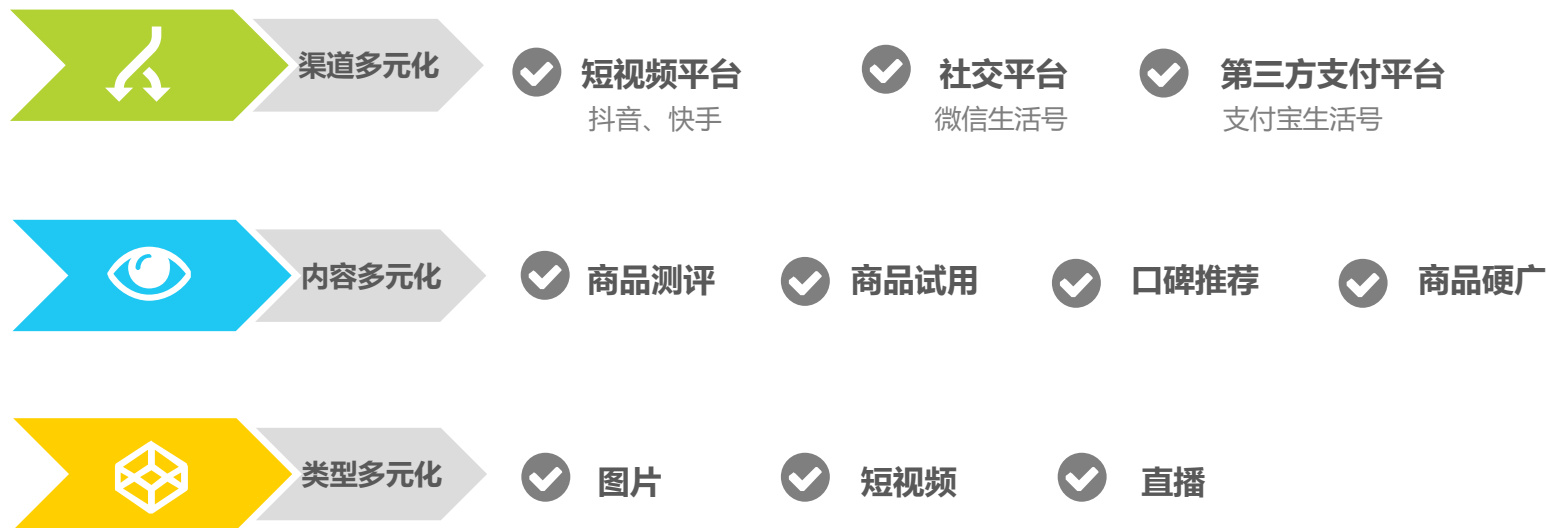 渠道多元化
短视频平台
抖音、快手
社交平台
微信生活号
第三方支付平台
支付宝生活号
内容多元化
商品测评
商品试用
口碑推荐
商品硬广
类型多元化
图片
短视频
直播